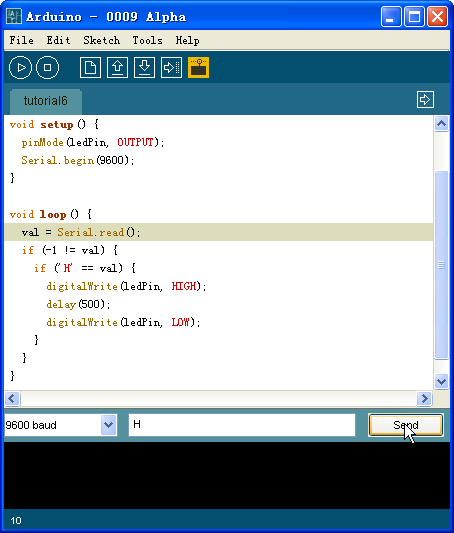 Arduino - 0009 Alpha
File Edit Sketch Tools Help
tutorial6
void setup() {
pinMode(ledPin, OUTPUT);
Serial.begin(9600);
}
void loop() {
val = Serial.read();
if (-1 != val) {
if ('H' == val) {
digitalWrite(ledPin, HIGH);
delay(500);
digitalWrite(ledPin, LOW);
}
}
}
9600 baud H Send
10